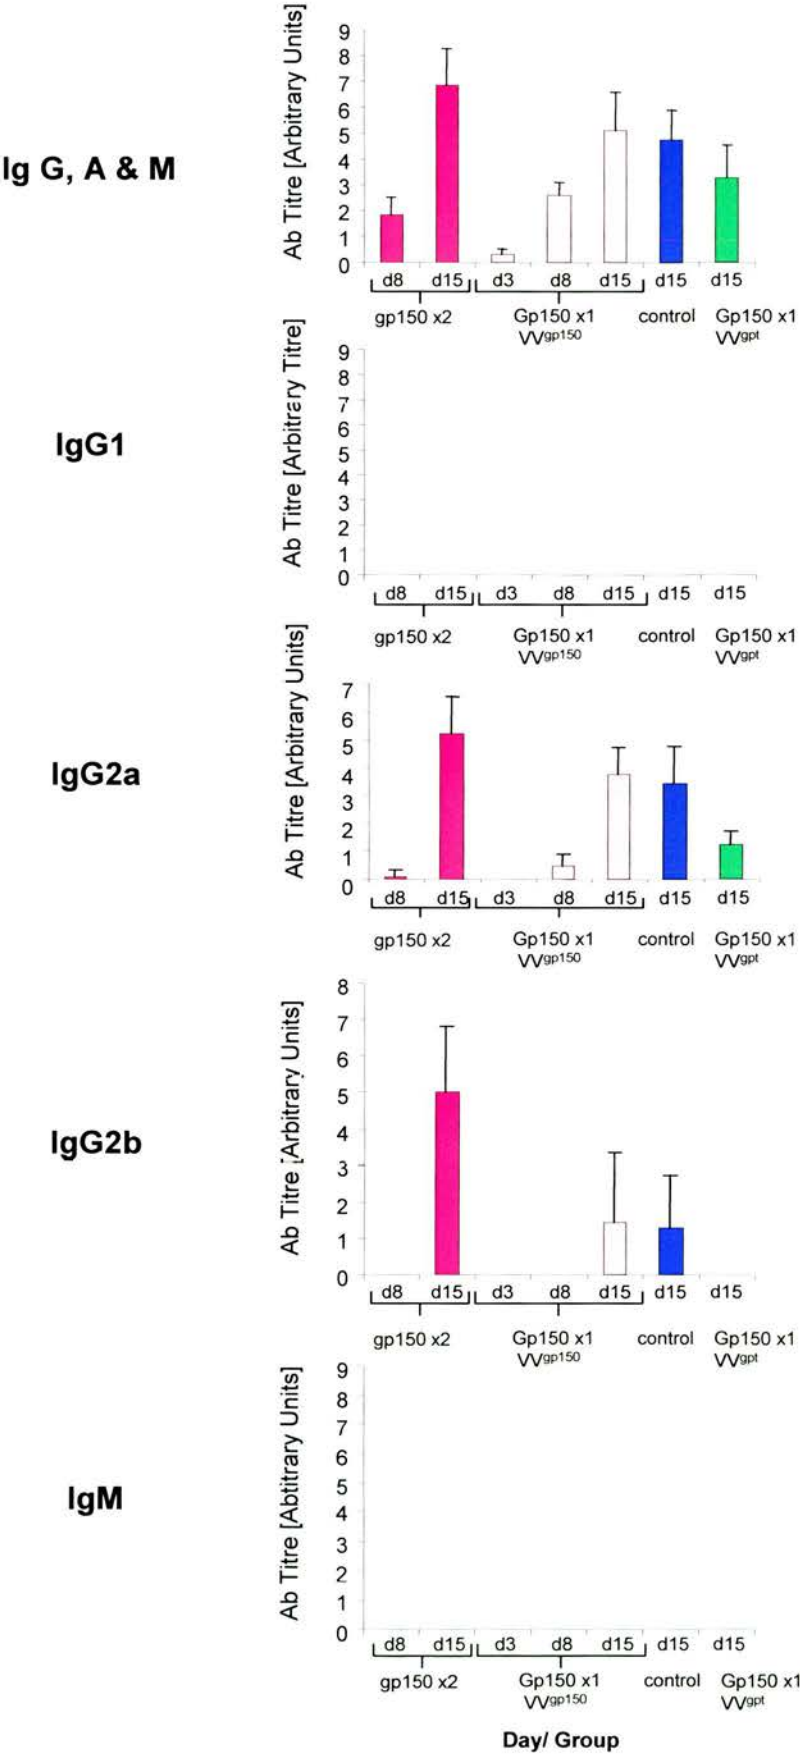 Ig G, A & M
Ab Titre [Arbitrary Units]
9
8
7
6
5
4
3
2
1
0
d8 d15 d3 d8 d15 d15 d15
gp150 x2 Gp150 x1 control Gp150 x1
VVgp150 VVgpt
IgG1
Ab Titre [Arbitrary Titre]
9
8
7
6
5
4
3
2
1
0
d8 d15 d3 d8 d15 d15 d15
gp150 x2 Gp150 x1 control Gp150 x1
VVgp150 VVgpt
IgG2a
Ab Titre [Arbitrary Units]
7
6
5
4
3
2
1
0
d8 d15 d3 d8 d15 d15 d15
gp150 x2 Gp150 x1 control Gp150 x1
VVgp150 VVgpt
IgG2b
Ab Titre [Arbitrary Units]
8
7
6
5
4
3
2
1
0
d8 d15 d3 d8 d15 d15 d15
gp150 x2 Gp150 x1 control Gp150 x1
VVgp150 VVgpt
IgM
Ab Titre [Abtitrary Units]
9
8
7
6
5
4
3
2
1
0
d8 d15 d3 d8 d15 d15 d15
gp150 x2 Gp150 x1 control Gp150 x1
VVgp150 VVgpt
Day/ Group